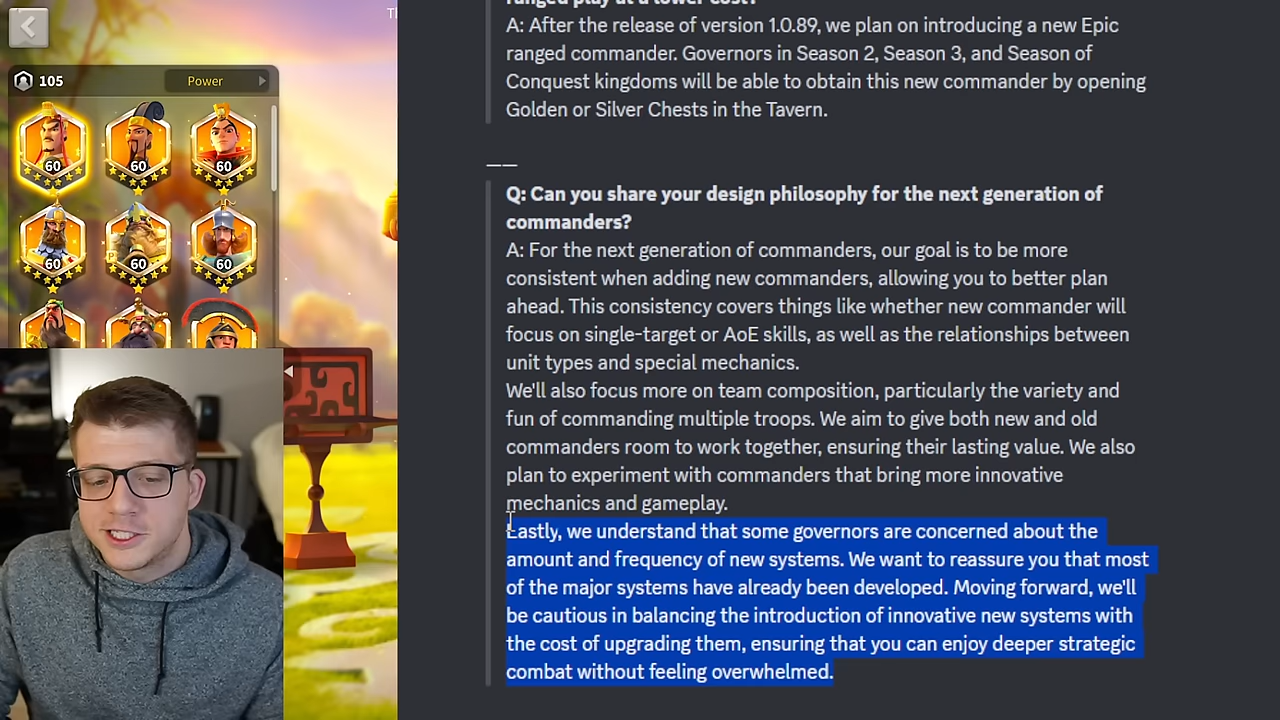 105
Power
60
60
60
60
60
60
ranged play at a lower cost?
A: After the release of version 1.0.89, we plan on introducing a new Epic
ranged commander. Governors in Season 2, Season 3, and Season of
Conquest kingdoms will be able to obtain this new commander by opening
Golden or Silver Chests in the Tavern.
——
Q: Can you share your design philosophy for the next generation of
commanders?
A: For the next generation of commanders, our goal is to be more
consistent when adding new commanders, allowing you to better plan
ahead. This consistency covers things like whether new commander will
focus on single-target or AoE skills, as well as the relationships between
unit types and special mechanics.
We'll also focus more on team composition, particularly the variety and
fun of commanding multiple troops. We aim to give both new and old
commanders room to work together, ensuring their lasting value. We also
plan to experiment with commanders that bring more innovative
mechanics and gameplay.
Lastly, we understand that some governors are concerned about the
amount and frequency of new systems. We want to reassure you that most
of the major systems have already been developed. Moving forward, we'll
be cautious in balancing the introduction of innovative new systems with
the cost of upgrading them, ensuring that you can enjoy deeper strategic
combat without feeling overwhelmed.